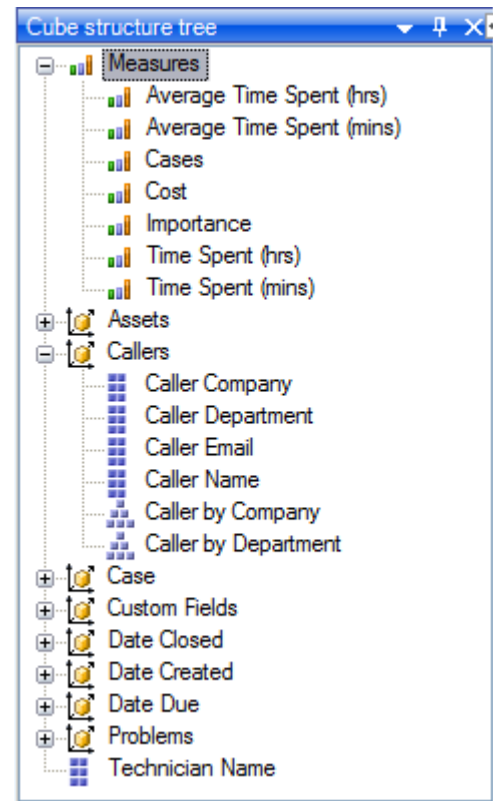 Cube structure tree
Measures
Average Time Spent (hrs)
Average Time Spent (mins)
Cases
Cost
Importance
Time Spent (hrs)
Time Spent (mins)
Assets
Callers
Caller Company
Caller Department
Caller Email
Caller Name
Caller by Company
Caller by Department
Case
Custom Fields
Date Closed
Date Created
Date Due
Problems
Technician Name